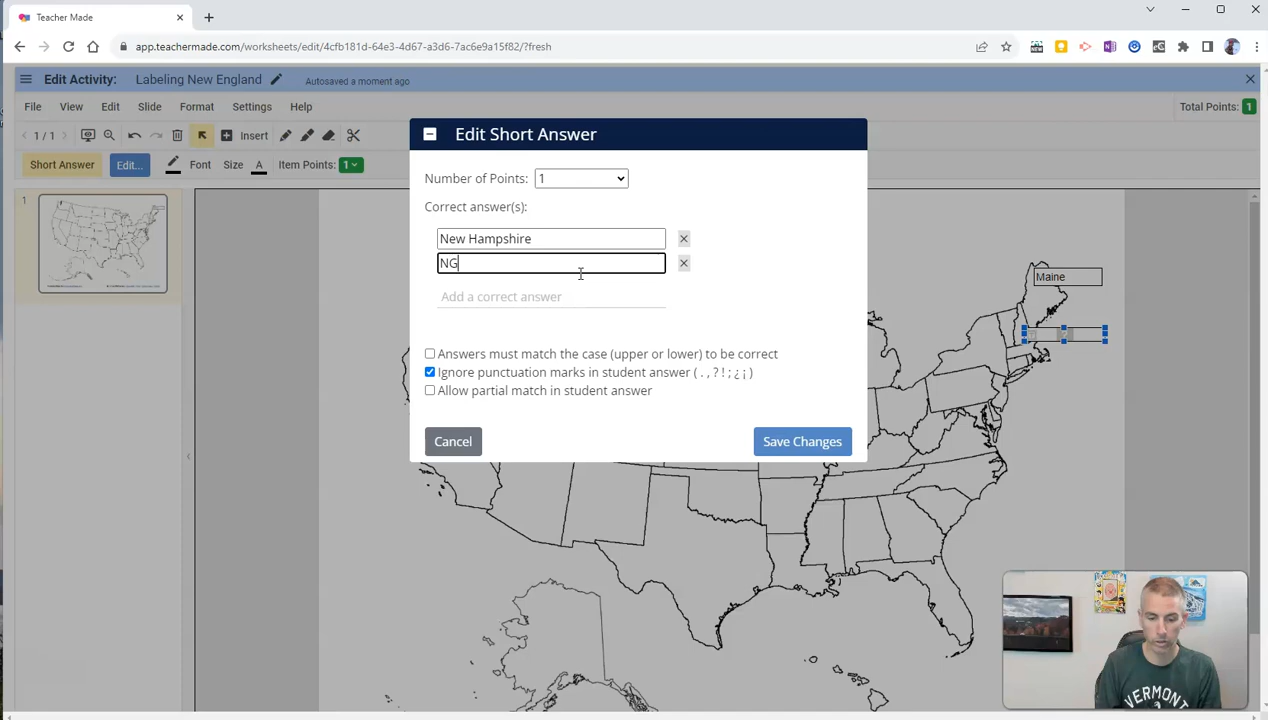 Teacher Made
app.teachermade.com/worksheets/edit/4cfb181d-64e3-4d67-a3d6-7ac6e9a15f82/?fresh
Edit Activity: Labeling New England Autosaved a moment ago
File View Edit Slide Format Settings Help Total Points: 1
1 / 1 Insert
Short Answer Edit... Font Size A Item Points: 1
1
Edit Short Answer
Number of Points: 1
Correct answer(s):
New Hampshire
NG
Add a correct answer
Answers must match the case (upper or lower) to be correct
Ignore punctuation marks in student answer ( . , ? ! ; ¿ ¡ )
Allow partial match in student answer
Cancel Save Changes
Maine
VERMONT